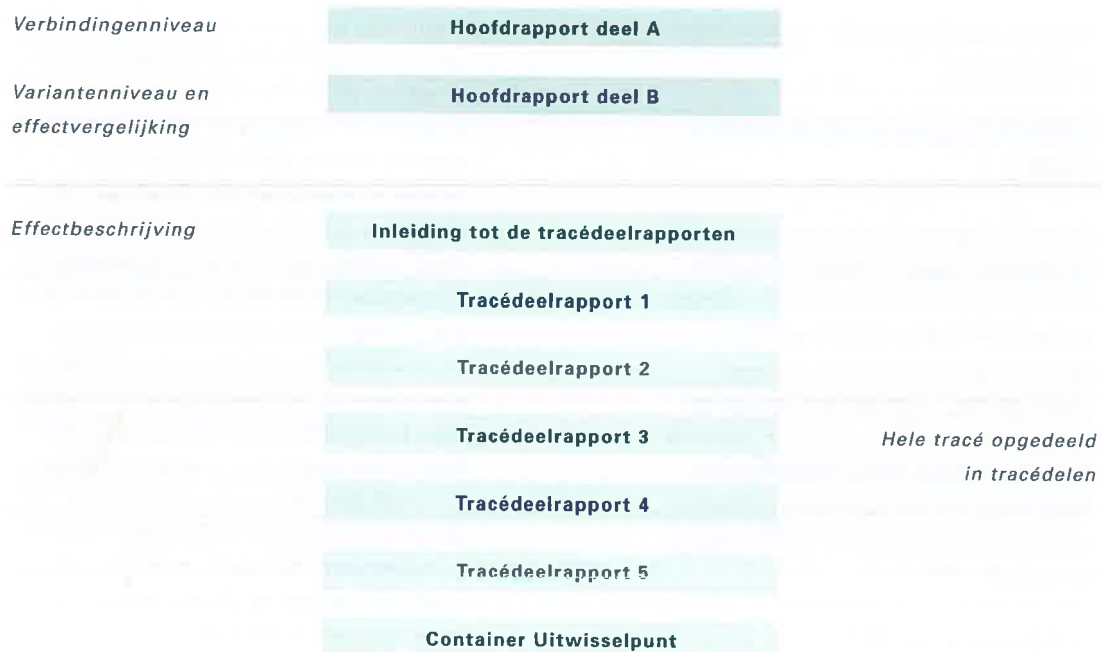 Verbindingenniveau
Hoofdrapport deel A
Variantenniveau en
effectvergelijking
Hoofdrapport deel B
Effectbeschrijving
Inleiding tot de tracédeelrapporten
Tracédeelrapport 1
Tracédeelrapport 2
Tracédeelrapport 3
Hele tracé opgedeeld
in tracédelen
Tracédeelrapport 4
Tracédeelrapport 5
Container Uitwisselpunt